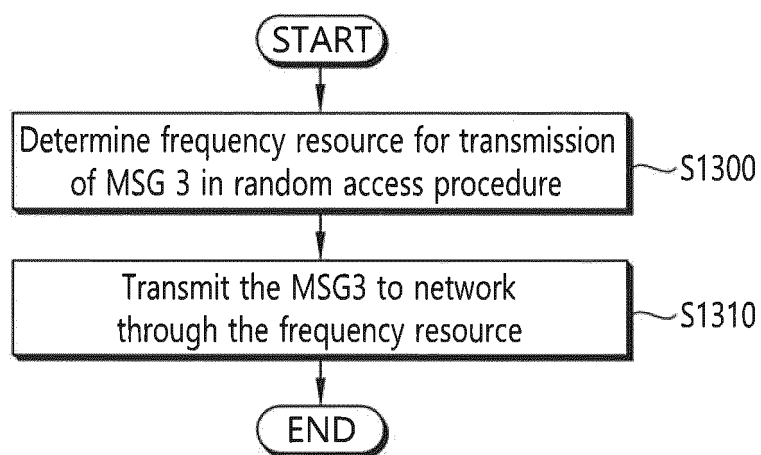 START
Determine frequency resource for transmission
of MSG 3 in random access procedure
S1300
Transmit the MSG3 to network
through the frequency resource
S1310
END